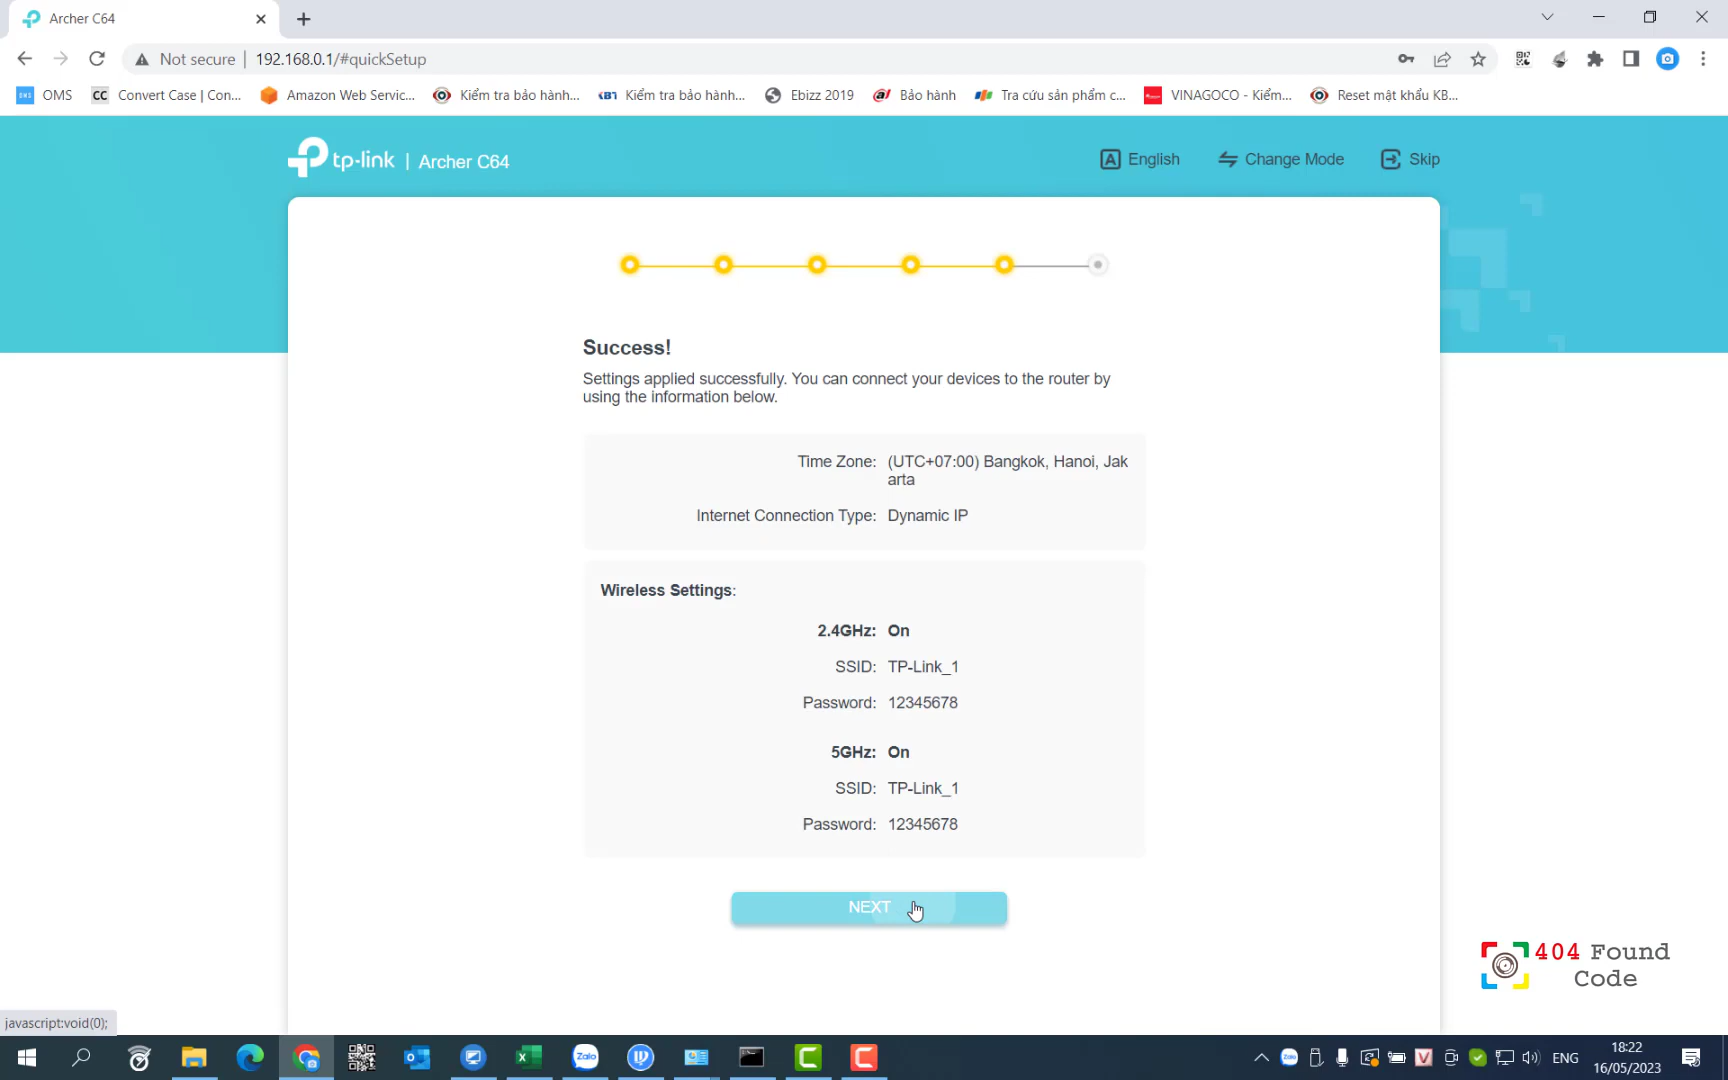 Archer C64
Not secure | 192.168.0.1/#quickSetup
OMS
CC Convert Case | Con...
Amazon Web Servic...
Kiểm tra bảo hành...
Kiểm tra bảo hành...
Ebizz 2019
Bảo hành
Tra cứu sản phẩm c...
VINAGOCO - Kiểm...
Reset mật khẩu KB...
tp-link | Archer C64
English
Change Mode
Skip
Success!
Settings applied successfully. You can connect your devices to the router by
using the information below.
Time Zone: (UTC+07:00) Bangkok, Hanoi, Jak
arta
Internet Connection Type: Dynamic IP
Wireless Settings:
2.4GHz: On
SSID: TP-Link_1
Password: 12345678
5GHz: On
SSID: TP-Link_1
Password: 12345678
NEXT
404 Found
Code
javascript:void(0);
Zalo
ENG
18:22
16/05/2023